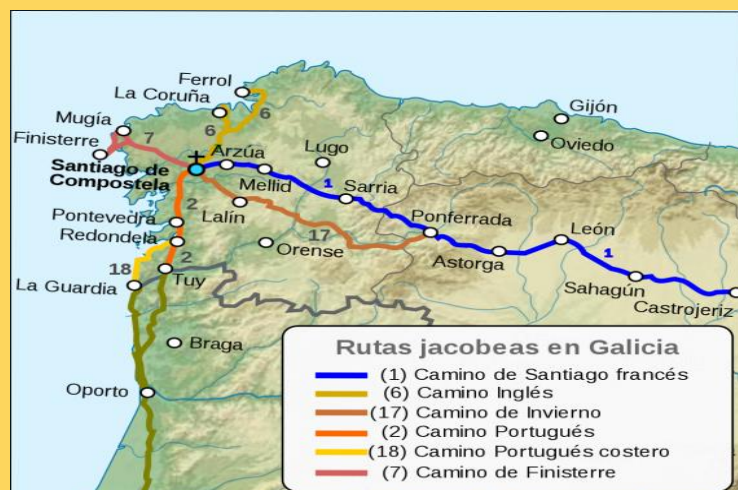 Ferrol
La Coruña
6
6
Gijón
Mugía
7
Oviedo
Finisterre
Arzúa
Lugo
Santiago de
Compostela
Mellid
1
Sarria
2
Lalín
Pontevedra
17
Ponferrada
León
Redondela
Orense
Astorga
1
18
2
Tuy
La Guardia
Sahagún
Castrojeriz
Braga
Oporto
Rutas jacobeas en Galicia
(1) Camino de Santiago francés
(6) Camino Inglés
(17) Camino de Invierno
(2) Camino Portugués
(18) Camino Portugués costero
(7) Camino de Finisterre